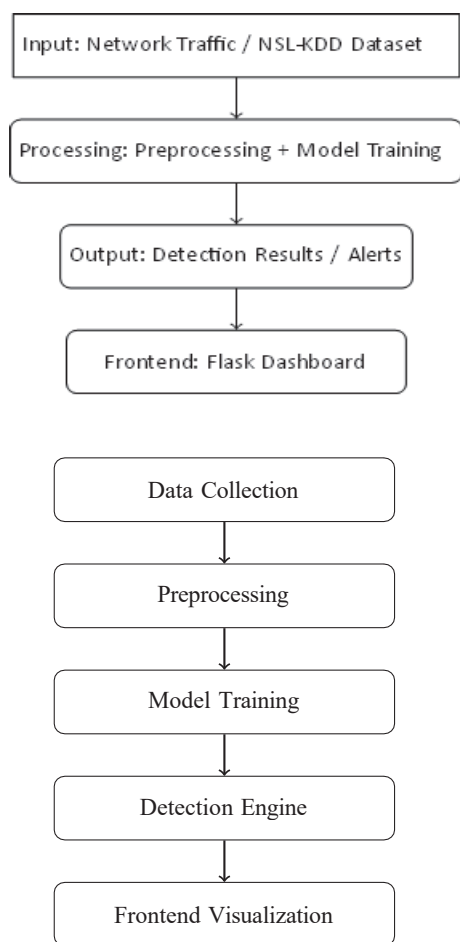 Input: Network Traffic / NSL-KDD Dataset
Processing: Preprocessing + Model Training
Output: Detection Results / Alerts
Frontend: Flask Dashboard
Data Collection
Preprocessing
Model Training
Detection Engine
Frontend Visualization